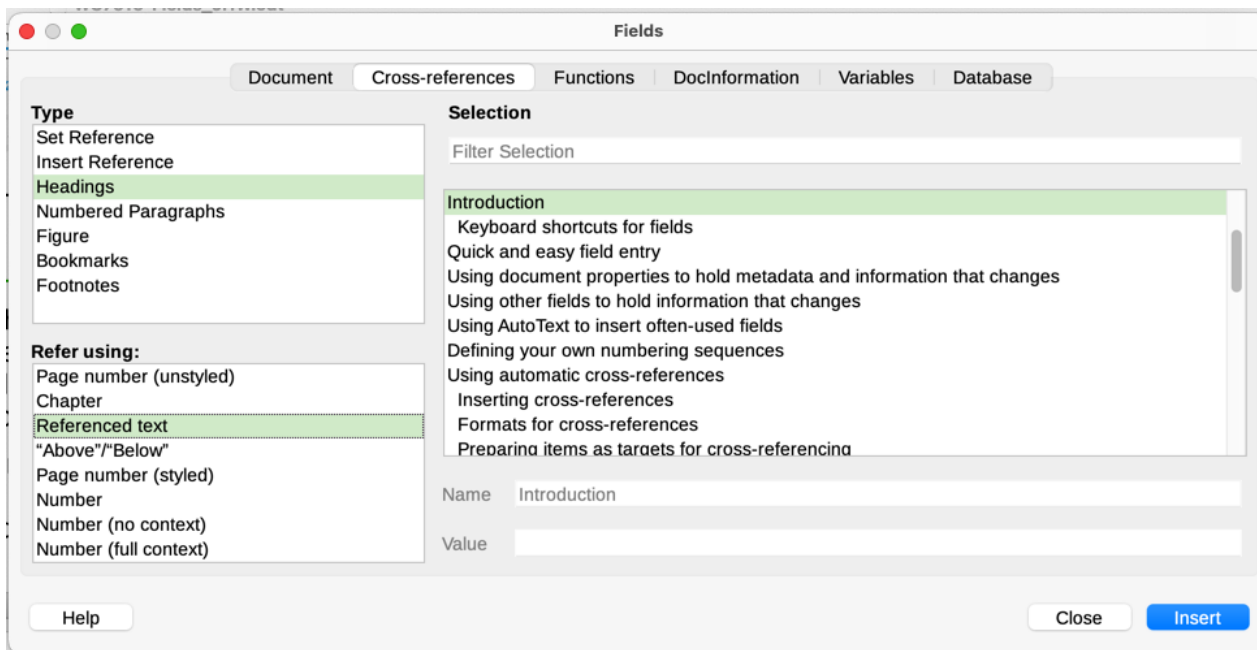 Fields
Document Cross-references Functions DocInformation Variables Database
Type
Set Reference
Insert Reference
Headings
Numbered Paragraphs
Figure
Bookmarks
Footnotes
Refer using:
Page number (unstyled)
Chapter
Referenced text
“Above”/“Below”
Page number (styled)
Number
Number (no context)
Number (full context)
Selection
Filter Selection
Introduction
Keyboard shortcuts for fields
Quick and easy field entry
Using document properties to hold metadata and information that changes
Using other fields to hold information that changes
Using AutoText to insert often-used fields
Defining your own numbering sequences
Using automatic cross-references
Inserting cross-references
Formats for cross-references
Preparing items as targets for cross-referencing
Name Introduction
Value
Help Close Insert